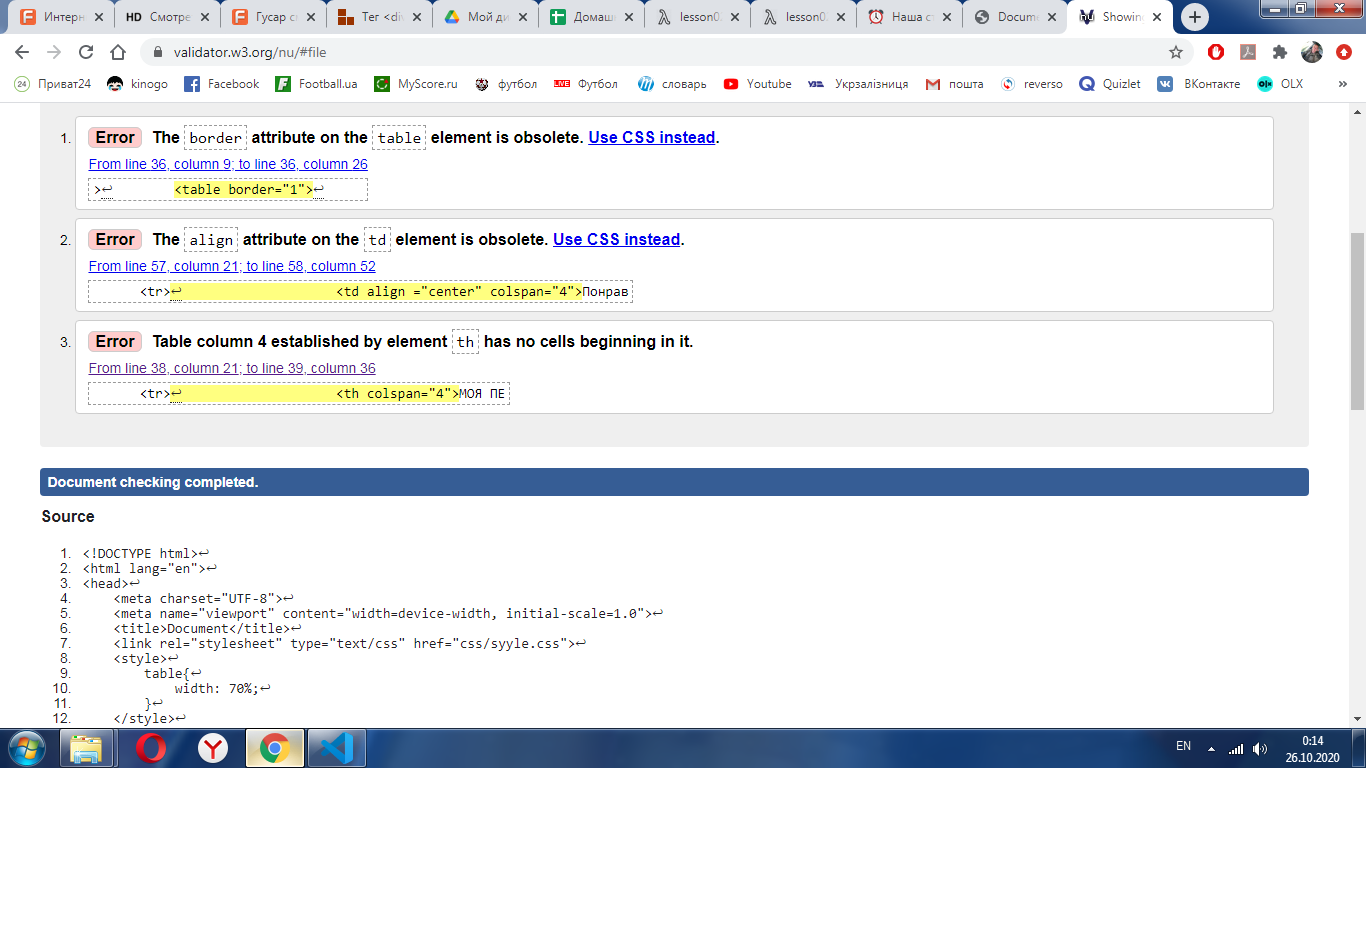 Интерн
HD Смотре
Гусар с
Тег <di
Мой ди
Домаш
lesson0
lesson0
Наша с
Docum
Showin
validator.w3.org/nu/#file
24 Приват24
kinogo
Facebook
Football.ua
MyScore.ru
футбол
LIVE Футбол
словарь
Youtube
Укрзалізниця
пошта
reverso
Quizlet
ВКонтакте
OLX
»
1. Error The border attribute on the table element is obsolete. Use CSS instead.
From line 36, column 9; to line 36, column 26
>↩ <table border="1">↩
2. Error The align attribute on the td element is obsolete. Use CSS instead.
From line 57, column 21; to line 58, column 52
<tr>↩ <td align ="center" colspan="4">Понрав
3. Error Table column 4 established by element th has no cells beginning in it.
From line 38, column 21; to line 39, column 36
<tr>↩ <th colspan="4">МОЯ ПЕ
Document checking completed.
Source
1. <!DOCTYPE html>↩
2. <html lang="en">↩
3. <head>↩
4. <meta charset="UTF-8">↩
5. <meta name="viewport" content="width=device-width, initial-scale=1.0">↩
6. <title>Document</title>↩
7. <link rel="stylesheet" type="text/css" href="css/syyle.css">↩
8. <style>↩
9. table{↩
10. width: 70%;↩
11. }↩
12. </style>↩
EN
0:14
26.10.2020